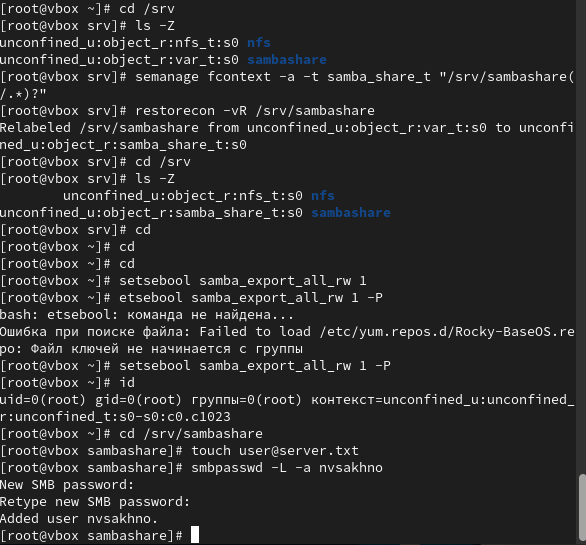 [root@vbox ~]# cd /srv
[root@vbox srv]# ls -Z
unconfined_u:object_r:nfs_t:s0 nfs
unconfined_u:object_r:var_t:s0 sambashare
[root@vbox srv]# semanage fcontext -a -t samba_share_t "/srv/sambashare(
/.*)?"
[root@vbox srv]# restorecon -vR /srv/sambashare
Relabeled /srv/sambashare from unconfined_u:object_r:var_t:s0 to unconfi
ned_u:object_r:samba_share_t:s0
[root@vbox srv]# cd /srv
[root@vbox srv]# ls -Z
unconfined_u:object_r:nfs_t:s0 nfs
unconfined_u:object_r:samba_share_t:s0 sambashare
[root@vbox srv]# cd
[root@vbox ~]# cd
[root@vbox ~]# cd
[root@vbox ~]# setsebool samba_export_all_rw 1
[root@vbox ~]# etsebool samba_export_all_rw 1 -P
bash: etsebool: команда не найдена...
Ошибка при поиске файла: Failed to load /etc/yum.repos.d/Rocky-BaseOS.re
po: Файл ключей не начинается с группы
[root@vbox ~]# setsebool samba_export_all_rw 1 -P
[root@vbox ~]# id
uid=0(root) gid=0(root) группы=0(root) контекст=unconfined_u:unconfined_
r:unconfined_t:s0-s0:c0.c1023
[root@vbox ~]# cd /srv/sambashare
[root@vbox sambashare]# touch user@server.txt
[root@vbox sambashare]# smbpasswd -L -a nvsakhno
New SMB password:
Retype new SMB password:
Added user nvsakhno.
[root@vbox sambashare]#